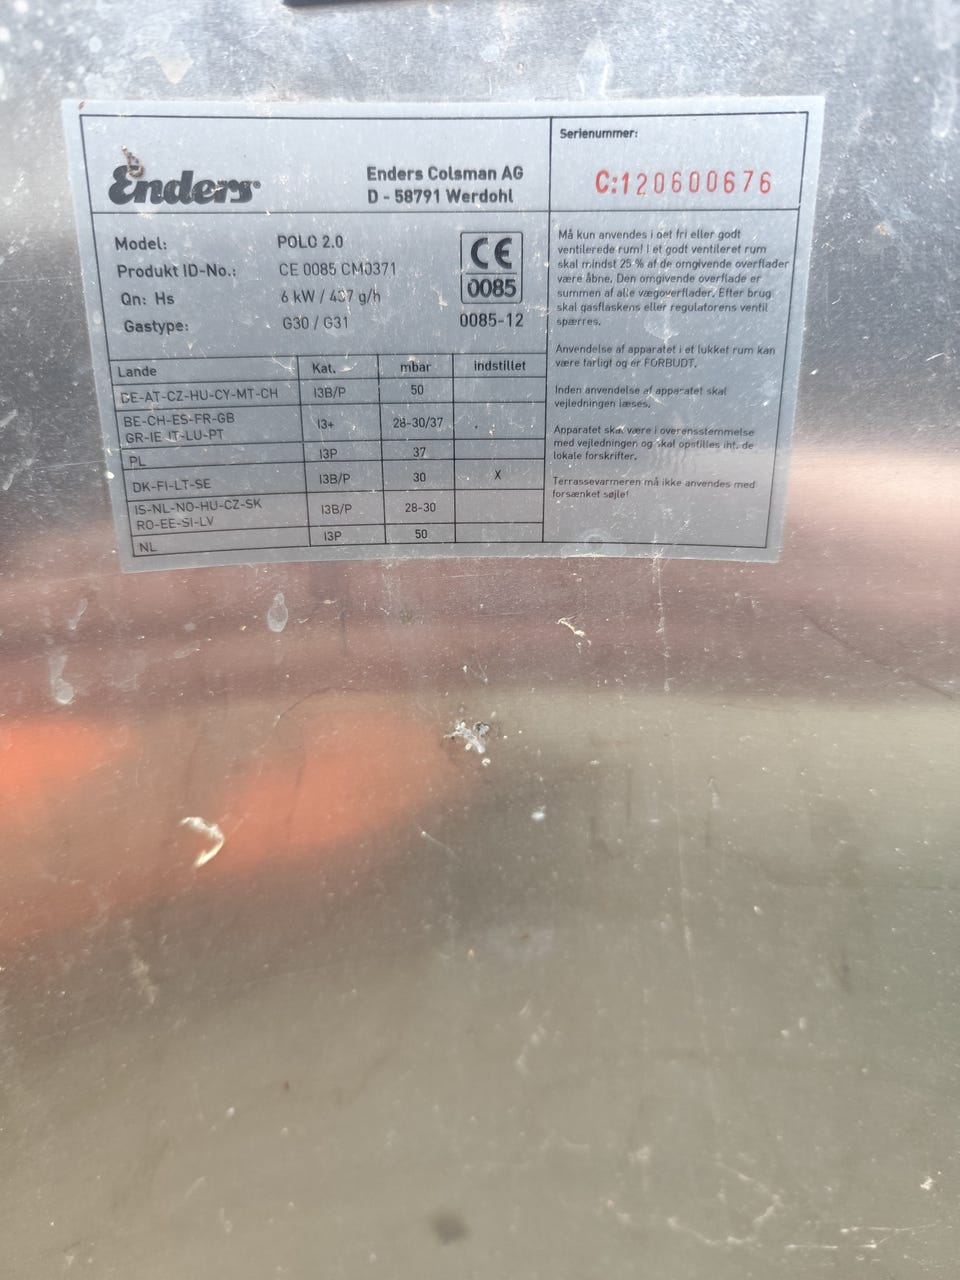 Enders
Enders Colsman AG
D - 58791 Werdohl
Serienummer:
C:120600676
Model: POLO 2.0
Produkt ID-No.: CE 0085 CM0371
Qn: Hs 6 kW / 437 g/h
Gastype: G30 / G31
CE
0085
0085-12
Lande Kat. mbar indstillet
DE-AT-CZ-HU-CY-MT-CH I3B/P 50
BE-CH-ES-FR-GB
GR-IE-IT-LU-PT I3+ 28-30/37
PL I3P 37
DK-FI-LT-SE I3B/P 30 X
IS-NL-NO-HU-CZ-SK
RO-EE-SI-LV I3B/P 28-30
NL I3P 50
Må kun anvendes i det fri eller godt
ventilerede rum! I et godt ventileret rum
skal mindst 25 % af de omgivende overflader
være åbne. Den omgivende overflade er
summen af alle vægoverflader. Efter brug
skal gasflaskens eller regulatorens ventil
spærres.
Anvendelse af apparatet i et lukket rum kan
være farligt og er FORBUDT.
Inden anvendelse af apparatet skal
vejledningen læses.
Apparatet skal være i overensstemmelse
med vejledningen og skal opstilles iht. de
lokale forskrifter.
Terrassevarmeren må ikke anvendes med
forsænket søjle!